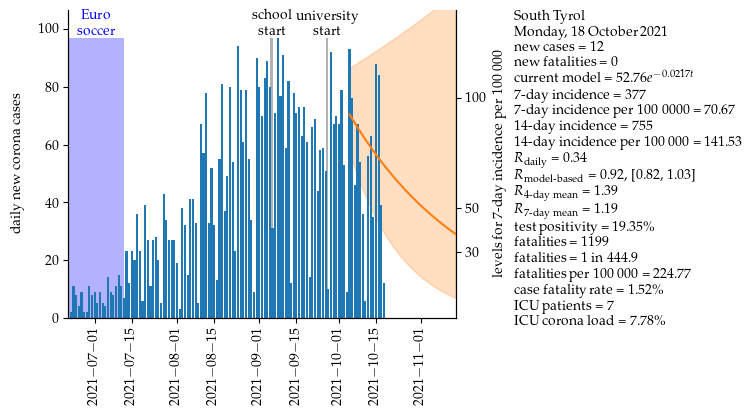 Euro
soccer
school
start
university
start
daily new corona cases
0
20
40
60
80
100
2021−07−01
2021−07−15
2021−08−01
2021−08−15
2021−09−01
2021−09−15
2021−10−01
2021−10−15
2021−11−01
levels for 7-day incidence per 100 000
100
50
30
South Tyrol
Monday, 18 October 2021
new cases = 12
new fatalities = 0
current model = 52.76e^{−0.0217t}
7-day incidence = 377
7-day incidence per 100 0000 = 70.67
14-day incidence = 755
14-day incidence per 100 000 = 141.53
R_daily = 0.34
R_model-based = 0.92, [0.82, 1.03]
R_4-day mean = 1.39
R_7-day mean = 1.19
test positivity = 19.35%
fatalities = 1199
fatalities = 1 in 444.9
fatalities per 100 000 = 224.77
case fatality rate = 1.52%
ICU patients = 7
ICU corona load = 7.78%